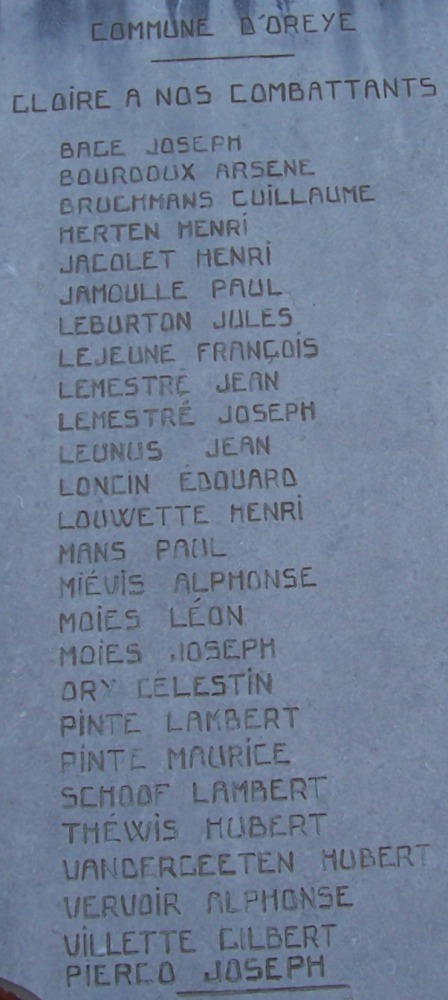 COMMUNE D'OREYE
GLOIRE A NOS COMBATTANTS
BAGE JOSEPH
BOURDOUX ARSENE
BRUGHMANS GUILLAUME
HERTEN HENRI
JACOLET HENRI
JAMOULLE PAUL
LEBURTON JULES
LEJEUNE FRANÇOIS
LEMESTRÉ JEAN
LEMESTRÉ JOSEPH
LEUNUS JEAN
LONCIN ÉDOUARD
LOUWETTE HENRI
MANS PAUL
MIÉVIS ALPHONSE
MOIES LÉON
MOIES JOSEPH
ORY CÉLESTIN
PINTE LAMBERT
PINTE MAURICE
SCHOOF LAMBERT
THÉWIS HUBERT
VANDERGEETEN HUBERT
VERVOIR ALPHONSE
VILLETTE GILBERT
PIERCO JOSEPH